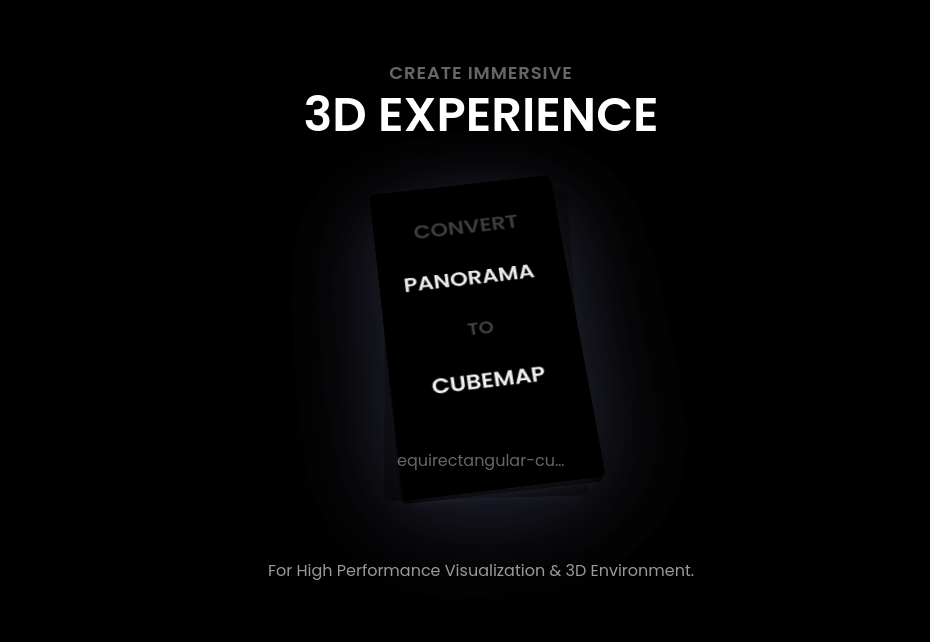 CREATE IMMERSIVE
3D EXPERIENCE
CONVERT
PANORAMA
TO
CUBEMAP
equirectangular-cu...
For High Performance Visualization & 3D Environment.